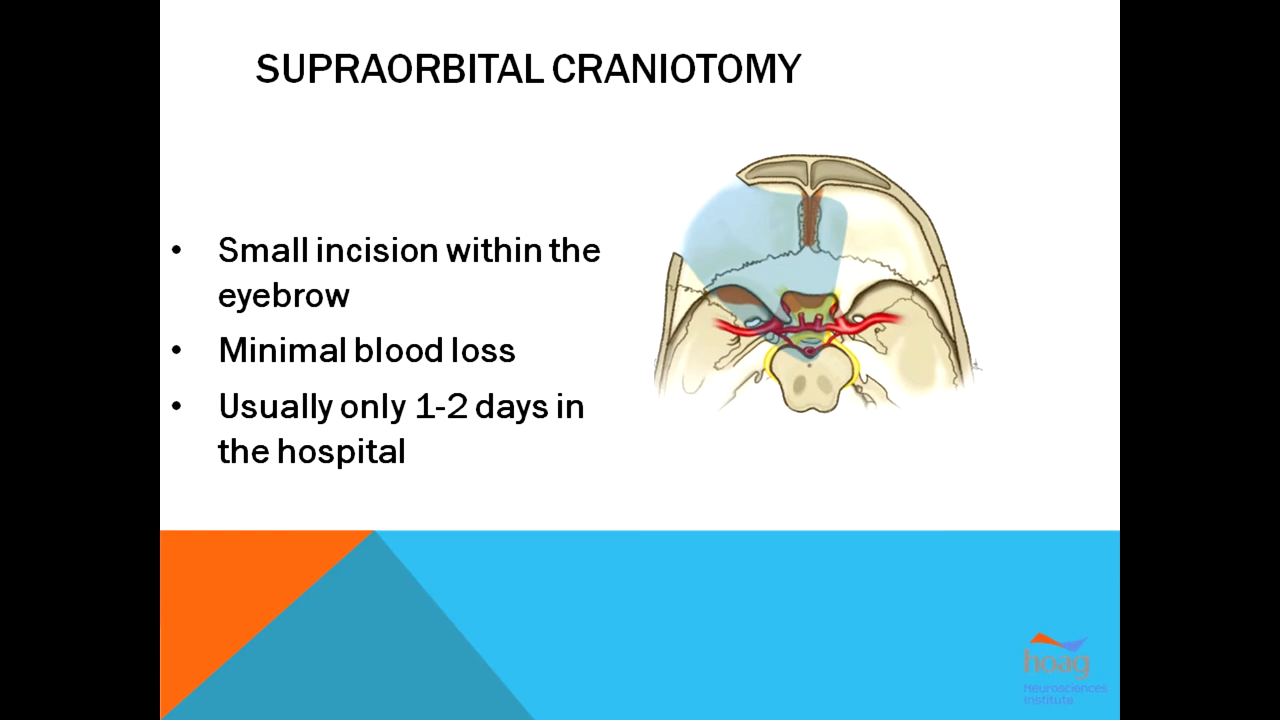 SUPRAORBITAL CRANIOTOMY
• Small incision within the
eyebrow
• Minimal blood loss
• Usually only 1-2 days in
the hospital
hoag
Neurosciences
Institute